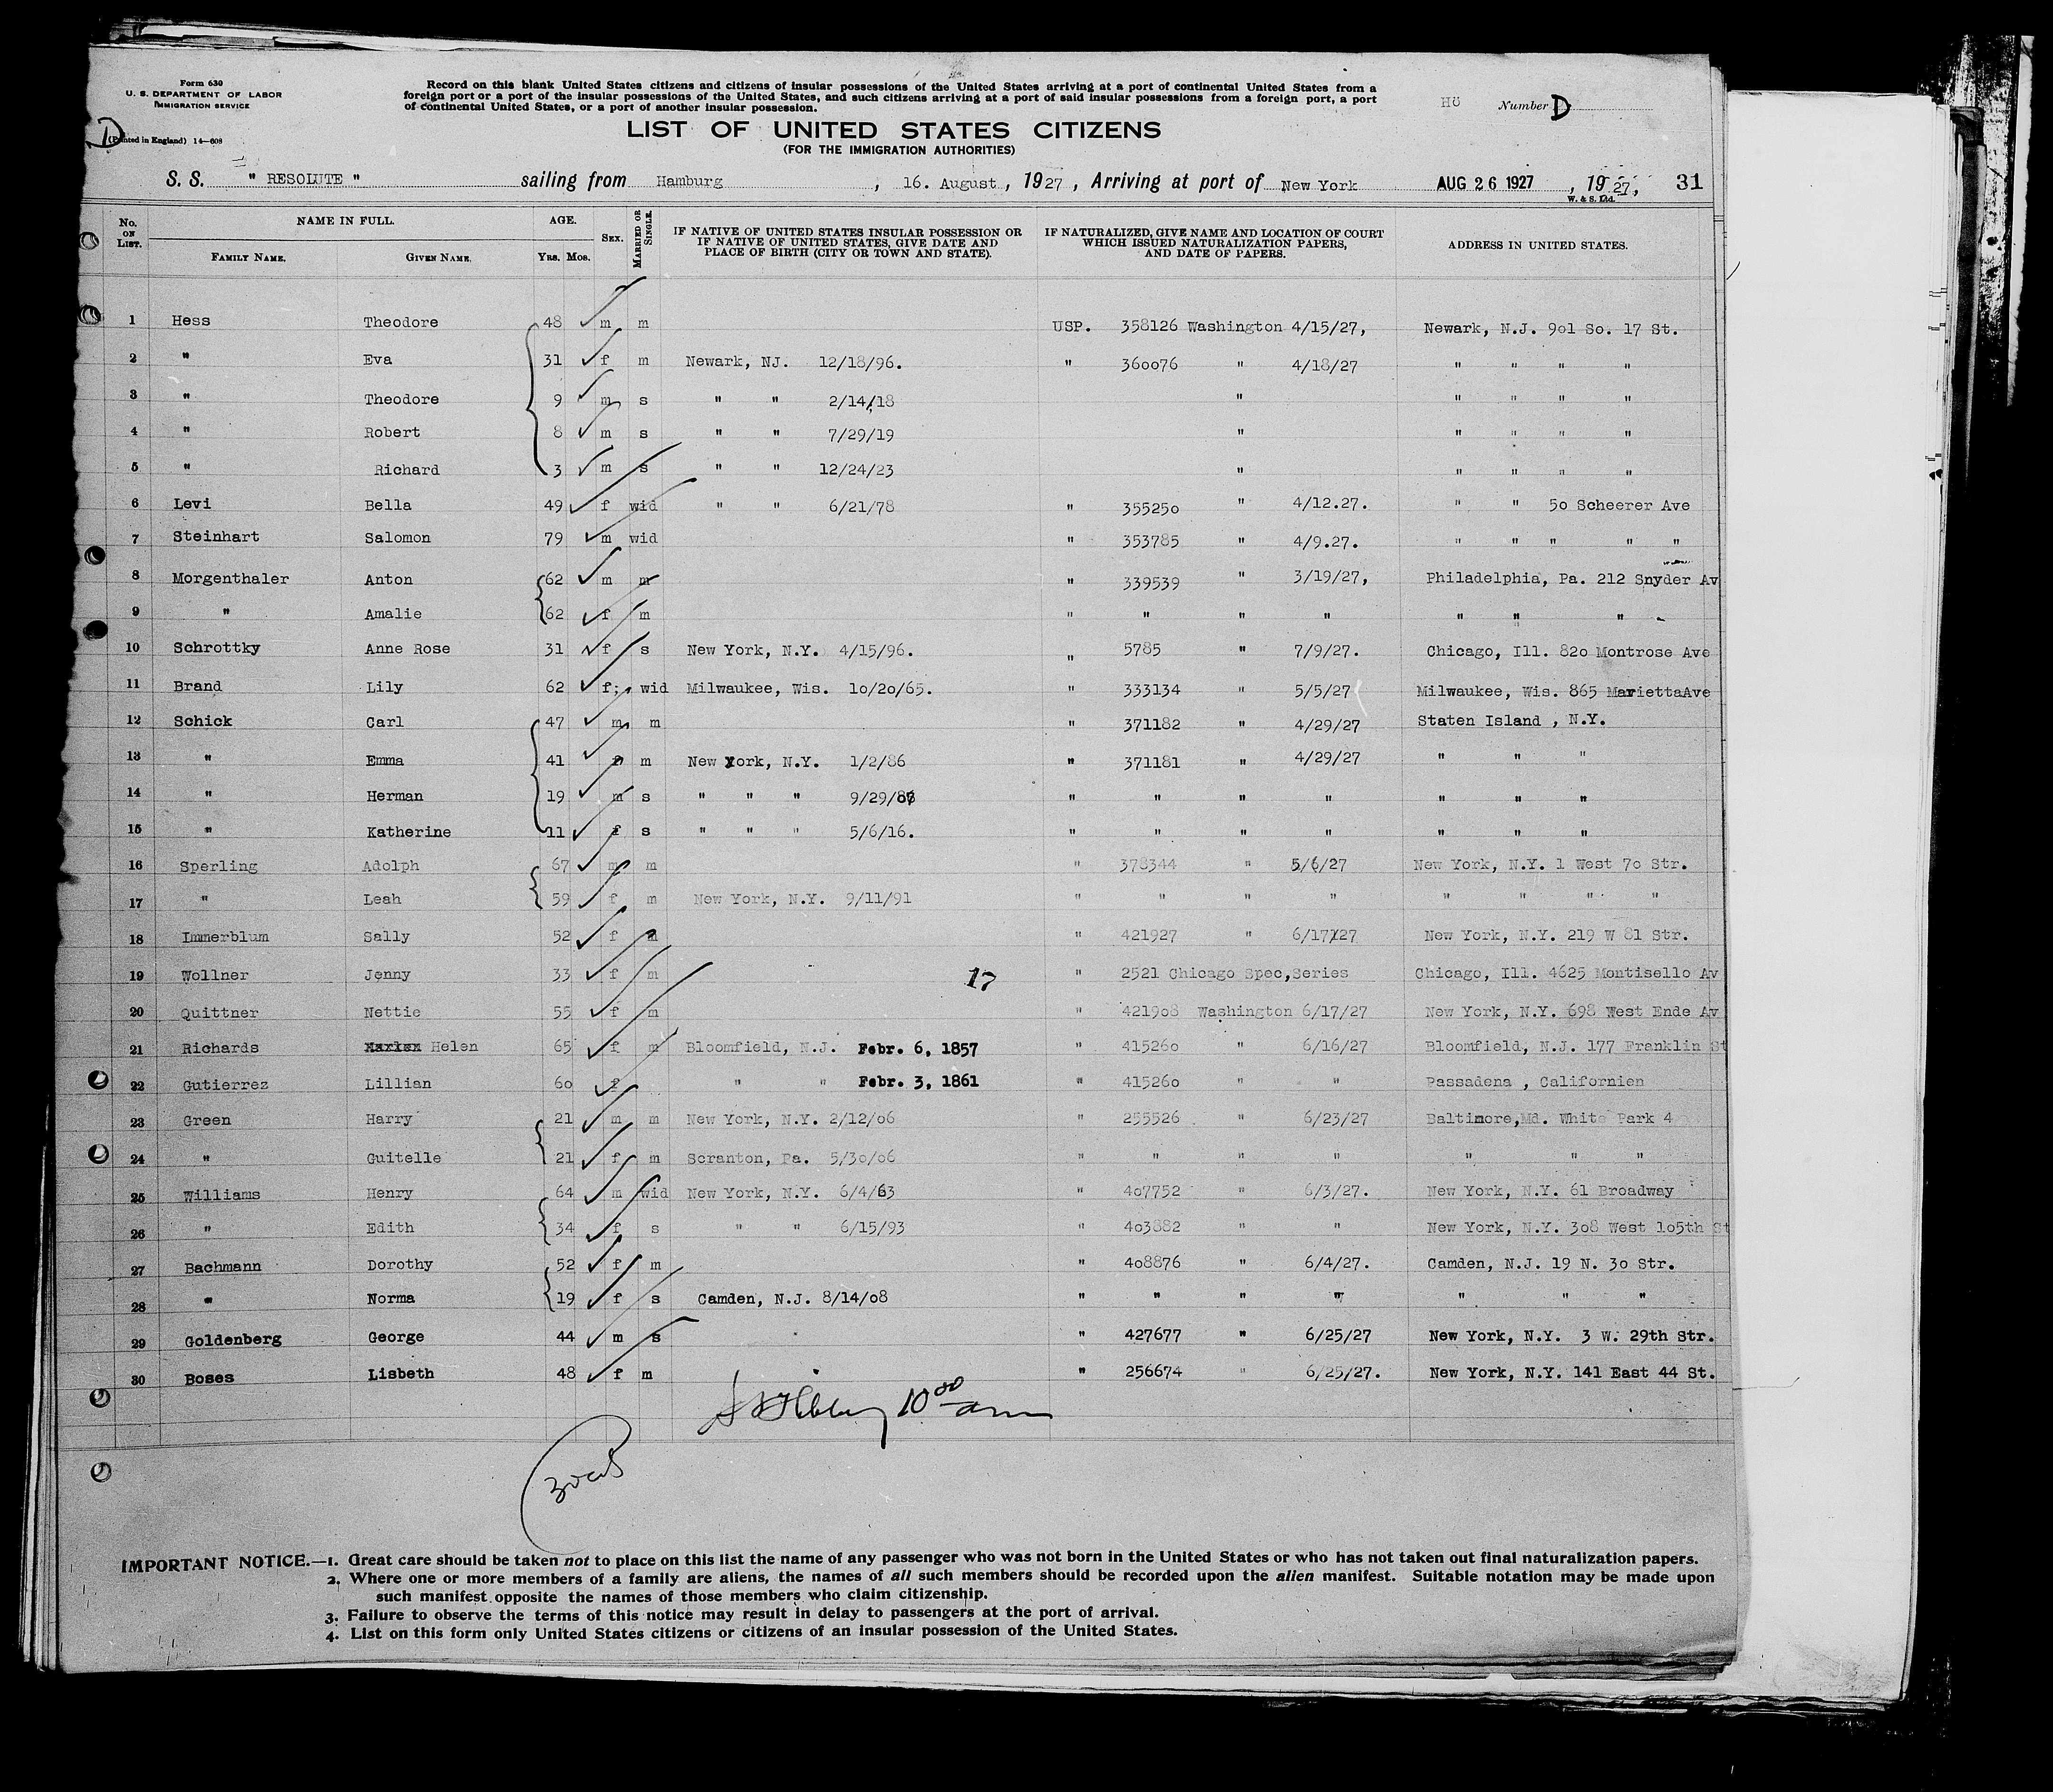 Form 630
U. S. DEPARTMENT OF LABOR
IMMIGRATION SERVICE
(Printed in England) 14—608
D
Record on this blank United States citizens and citizens of insular possessions of the United States arriving at a port of continental United States from a
foreign port or a port of the insular possessions of the United States, and such citizens arriving at a port of said insular possessions from a foreign port, a port
of continental United States, or a port of another insular possession.
Hü Number D
LIST OF UNITED STATES CITIZENS
(FOR THE IMMIGRATION AUTHORITIES)
S. S. " RESOLUTE " sailing from Hamburg, 16. August, 1927, Arriving at port of New York AUG 26 1927, 1927, 31
W. & S. Ltd.
No. ON LIST. NAME IN FULL. FAMILY NAME. GIVEN NAME. AGE. YRS. MOS. SEX. MARRIED OR SINGLE. IF NATIVE OF UNITED STATES INSULAR POSSESSION OR IF NATIVE OF UNITED STATES, GIVE DATE AND PLACE OF BIRTH (CITY OR TOWN AND STATE). IF NATURALIZED, GIVE NAME AND LOCATION OF COURT WHICH ISSUED NATURALIZATION PAPERS, AND DATE OF PAPERS. ADDRESS IN UNITED STATES.
1 Hess Theodore 48 m m USP. 358126 Washington 4/15/27, Newark, N.J. 9o1 So. 17 St.
2 " Eva 31 f m Newark, NJ. 12/18/96. " 36oo76 " 4/18/27 " " " "
3 " Theodore 9 m s " " 2/14/18 " " " " "
4 " Robert 8 m s " " 7/29/19 " " " " "
5 " Richard 3 m s " " 12/24/23 " " " " "
6 Levi Bella 49 f wid " " 6/21/78 " 35525o " 4/12.27. " " 5o Scheerer Ave
7 Steinhart Salomon 79 m wid " 353785 " 4/9.27. " " " " "
8 Morgenthaler Anton 62 m m " 339539 " 3/19/27, Philadelphia, Pa. 212 Snyder Av
9 " Amalie 62 f m " " " " " " "
10 Schrottky Anne Rose 31 f s New York, N.Y. 4/15/96. " 5785 " 7/9/27. Chicago, Ill. 82o Montrose Ave
11 Brand Lily 62 f; wid Milwaukee, Wis. 1o/2o/65. " 333134 " 5/5/27 Milwaukee, Wis. 865 MariettaAve
12 Schick Carl 47 m m " 371182 " 4/29/27 Staten Island , N.Y.
13 " Emma 41 f m New York, N.Y. 1/2/86 " 371181 " 4/29/27 " " "
14 " Herman 19 m s " " " 9/29/ " " " " " " "
15 " Katherine 11 f s " " " 5/6/16. " " " " " " "
16 Sperling Adolph 67 m m " 378344 " 5/6/27 New York, N.Y. 1 West 7o Str.
17 " Leah 59 f m New York, N.Y. 9/11/91 " " " " " " " "
18 Immerblum Sally 52 f m " 421927 " 6/17/27 New York, N.Y. 219 W 81 Str.
19 Wollner Jenny 33 f m 17 " 2521 Chicago Spec,Series Chicago, Ill. 4625 Montisello Av
20 Quittner Nettie 55 f m " 4219o8 Washington 6/17/27 New York, N.Y. 698 West Ende Av
21 Richards Helen 65 f m Bloomfield, N.J. Febr. 6, 1857 " 41526o " 6/16/27 Bloomfield, N.J. 177 Franklin St
22 Gutierrez Lillian 6o f " " Febr. 3, 1861 " 41526o " " Passadena , Californien
23 Green Harry 21 m m New York, N.Y. 2/12/o6 " 255526 " 6/23/27 Baltimore,Md. White Park 4
24 " Guitelle 21 f m Scranton, Pa. 5/3o/o6 " " " " " " "
25 Williams Henry 64 m wid New York, N.Y. 6/4/63 " 4o7752 " 6/3/27. New York, N.Y. 61 Broadway
26 " Edith 34 f s " " 6/15/93 " 4o3882 " " New York, N.Y. 3o8 West 1o5th St
27 Bachmann Dorothy 52 f m " 4o8876 " 6/4/27. Camden, N.J. 19 N. 3o Str.
28 " Norma 19 f s Camden, N.J. 8/14/o8 " " " " " " "
29 Goldenberg George 44 m s " 427677 " 6/25/27 New York, N.Y. 3 W. 29th Str.
30 Boses Lisbeth 48 f m " 256674 " 6/25/27. New York, N.Y. 141 East 44 St.
10 00 am
IMPORTANT NOTICE.—1. Great care should be taken not to place on this list the name of any passenger who was not born in the United States or who has not taken out final naturalization papers.
2. Where one or more members of a family are aliens, the names of all such members should be recorded upon the alien manifest. Suitable notation may be made upon
such manifest opposite the names of those members who claim citizenship.
3. Failure to observe the terms of this notice may result in delay to passengers at the port of arrival.
4. List on this form only United States citizens or citizens of an insular possession of the United States.